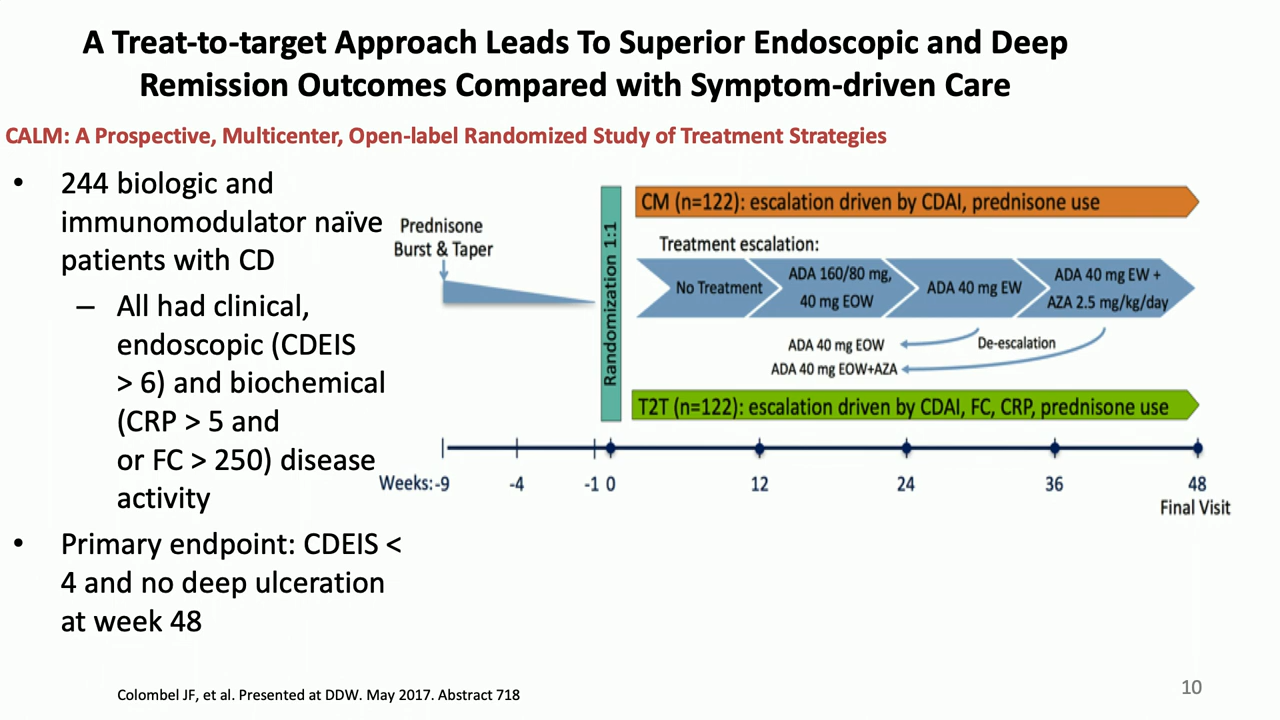 A Treat-to-target Approach Leads To Superior Endoscopic and Deep
Remission Outcomes Compared with Symptom-driven Care
CALM: A Prospective, Multicenter, Open-label Randomized Study of Treatment Strategies
• 244 biologic and
immunomodulator naïve
patients with CD
– All had clinical,
endoscopic (CDEIS
> 6) and biochemical
(CRP > 5 and
or FC > 250) disease
activity
• Primary endpoint: CDEIS <
4 and no deep ulceration
at week 48
Prednisone
Burst & Taper
Randomization 1:1
CM (n=122): escalation driven by CDAI, prednisone use
Treatment escalation:
No Treatment
ADA 160/80 mg,
40 mg EOW
ADA 40 mg EW
ADA 40 mg EW +
AZA 2.5 mg/kg/day
ADA 40 mg EOW
De-escalation
ADA 40 mg EOW+AZA
T2T (n=122): escalation driven by CDAI, FC, CRP, prednisone use
Weeks:-9 -4 -1 0 12 24 36 48
Final Visit
Colombel JF, et al. Presented at DDW. May 2017. Abstract 718
10